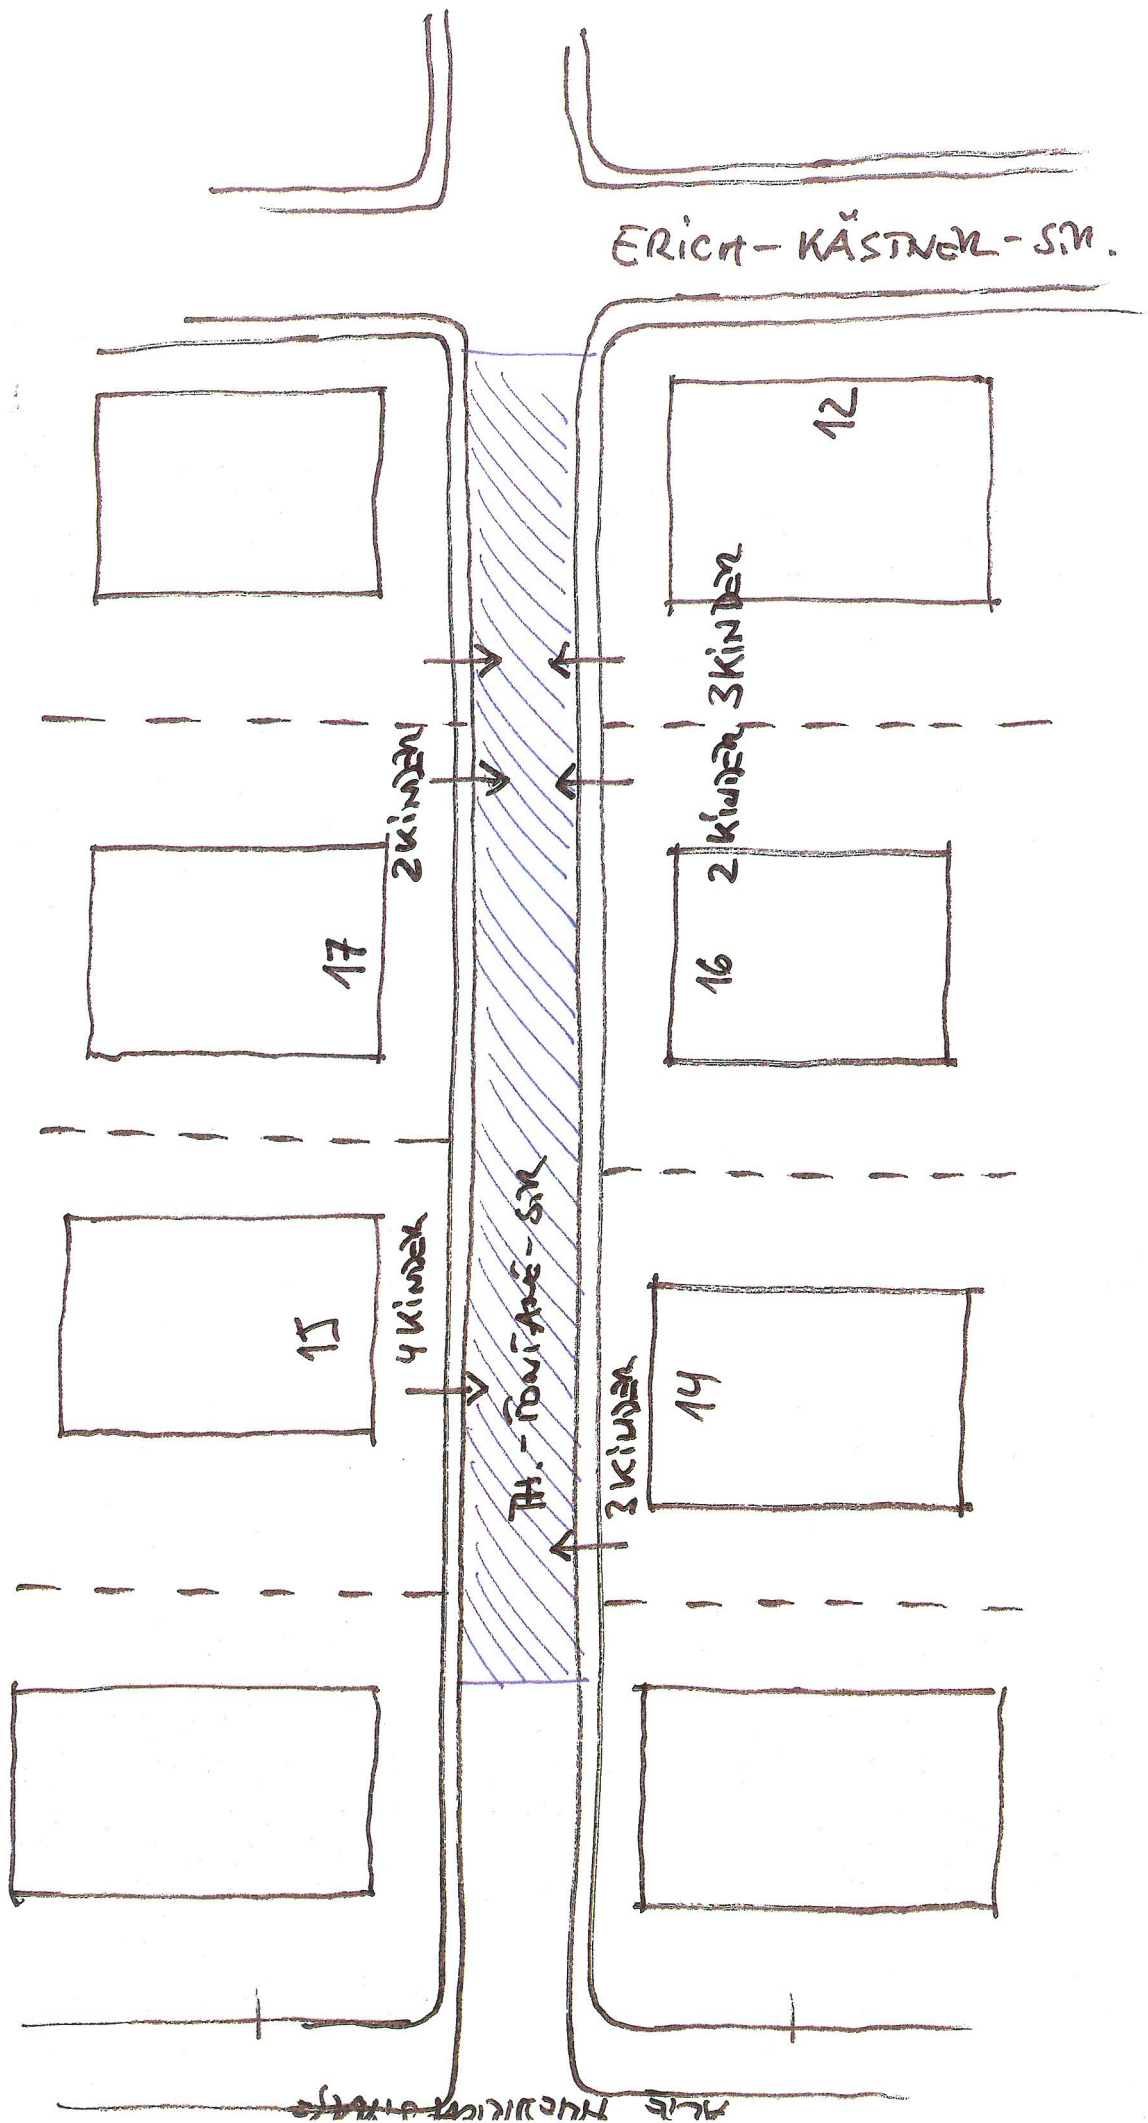 ERICH-KÄSTNER-STR.
12
3 KINDER
2 KINDER
2 KINDER
17
16
TH.-FONTANE-STR
4 KINDER
15
14
3 KINDER
ALTE